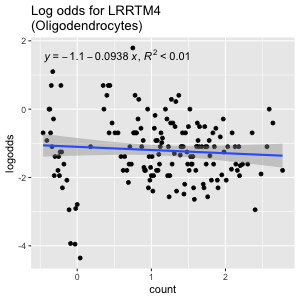 Log odds for LRRTM4
(Oligodendrocytes)
y = −1.1 − 0.0938 x, R² < 0.01
2
0
-2
-4
logodds
0
1
2
count